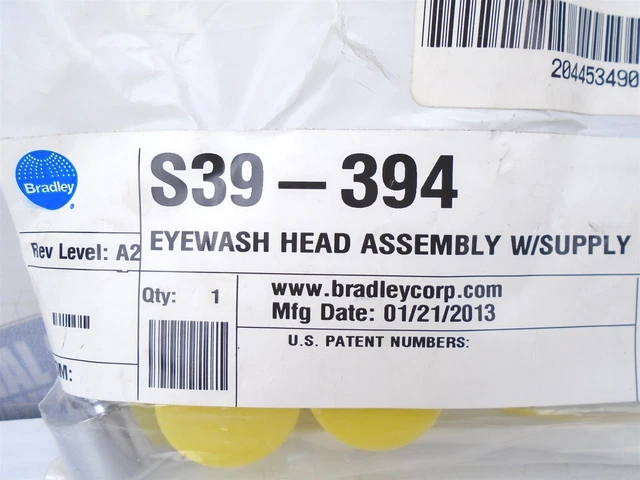 204453490
Bradley
S39-394
Rev Level: A2
EYEWASH HEAD ASSEMBLY W/SUPPLY
Qty: 1
www.bradleycorp.com
Mfg Date: 01/21/2013
U.S. PATENT NUMBERS: